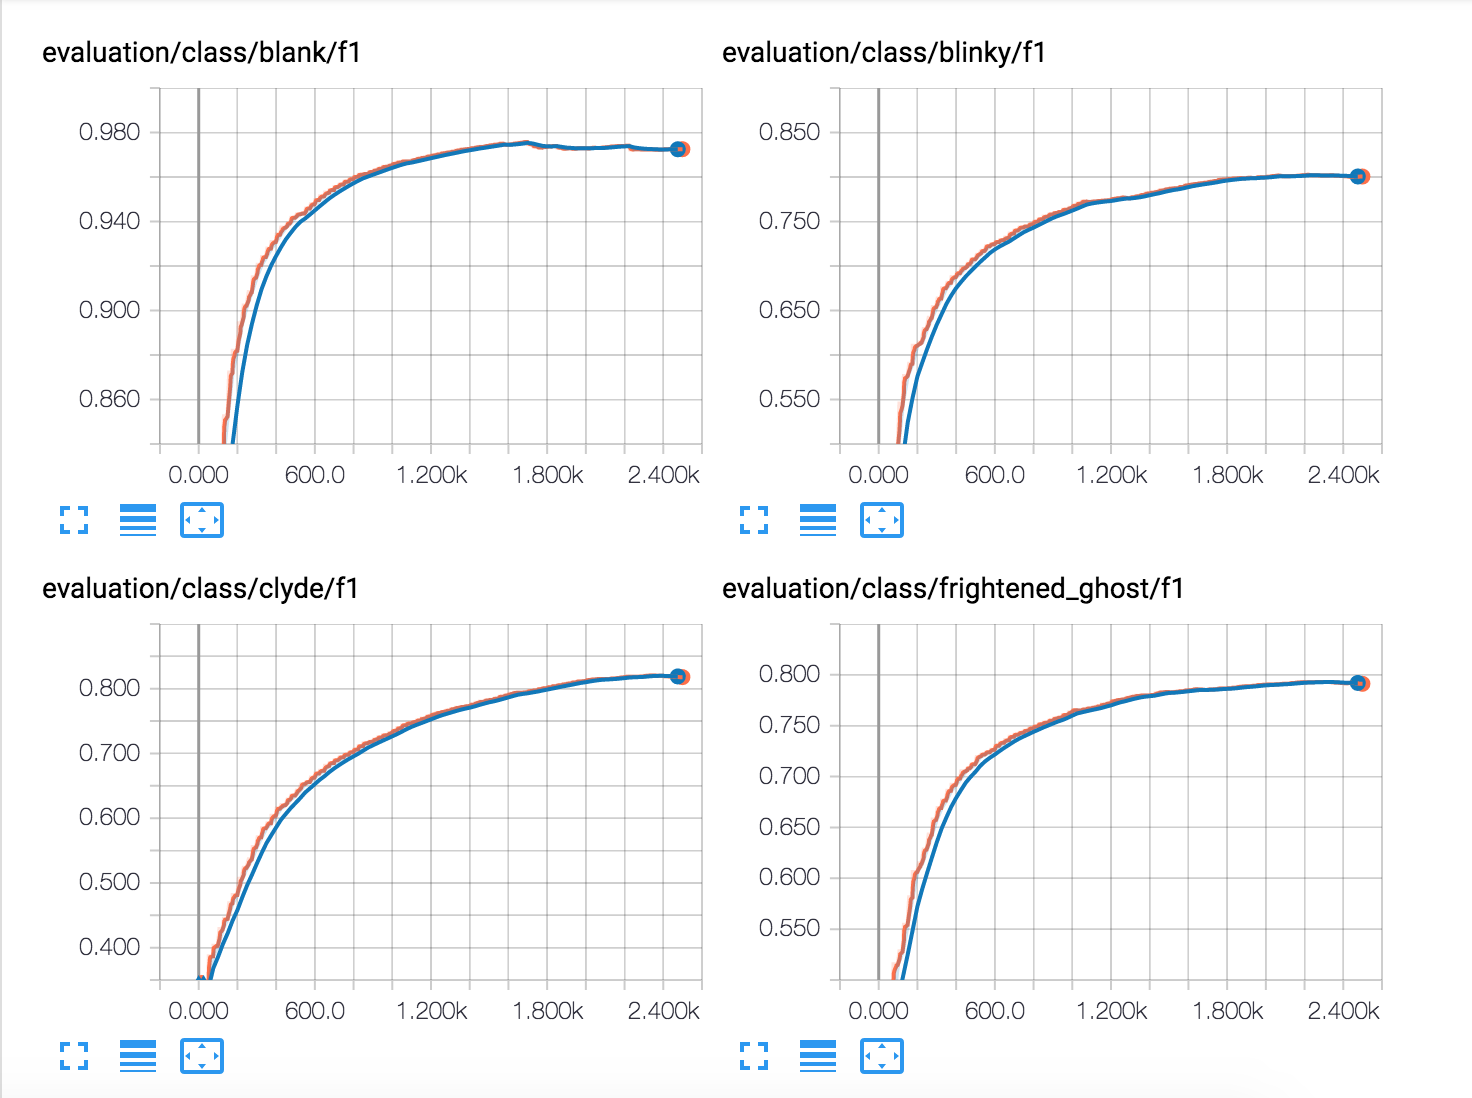 evaluation/class/blank/f1
0.980
0.940
0.900
0.860
0.000 600.0 1.200k 1.800k 2.400k
evaluation/class/blinky/f1
0.850
0.750
0.650
0.550
0.000 600.0 1.200k 1.800k 2.400k
evaluation/class/clyde/f1
0.800
0.700
0.600
0.500
0.400
0.000 600.0 1.200k 1.800k 2.400k
evaluation/class/frightened_ghost/f1
0.800
0.750
0.700
0.650
0.600
0.550
0.000 600.0 1.200k 1.800k 2.400k